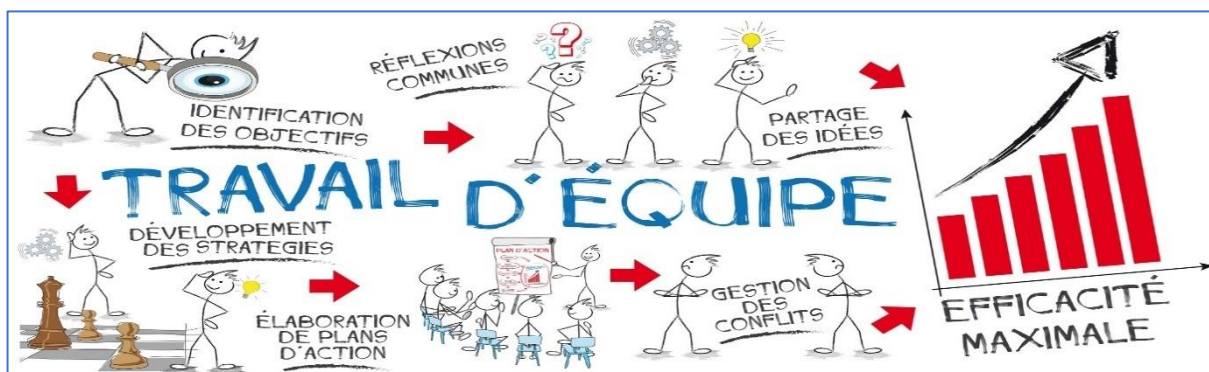 IDENTIFICATION
DES OBJECTIFS
RÉFLEXIONS
COMMUNES
PARTAGE
DES IDÉES
TRAVAIL D'ÉQUIPE
DÉVELOPPEMENT
DES STRATEGIES
ÉLABORATION
DE PLANS
D'ACTION
PLAN D'ACTION
GESTION
DES
CONFLITS
EFFICACITÉ
MAXIMALE